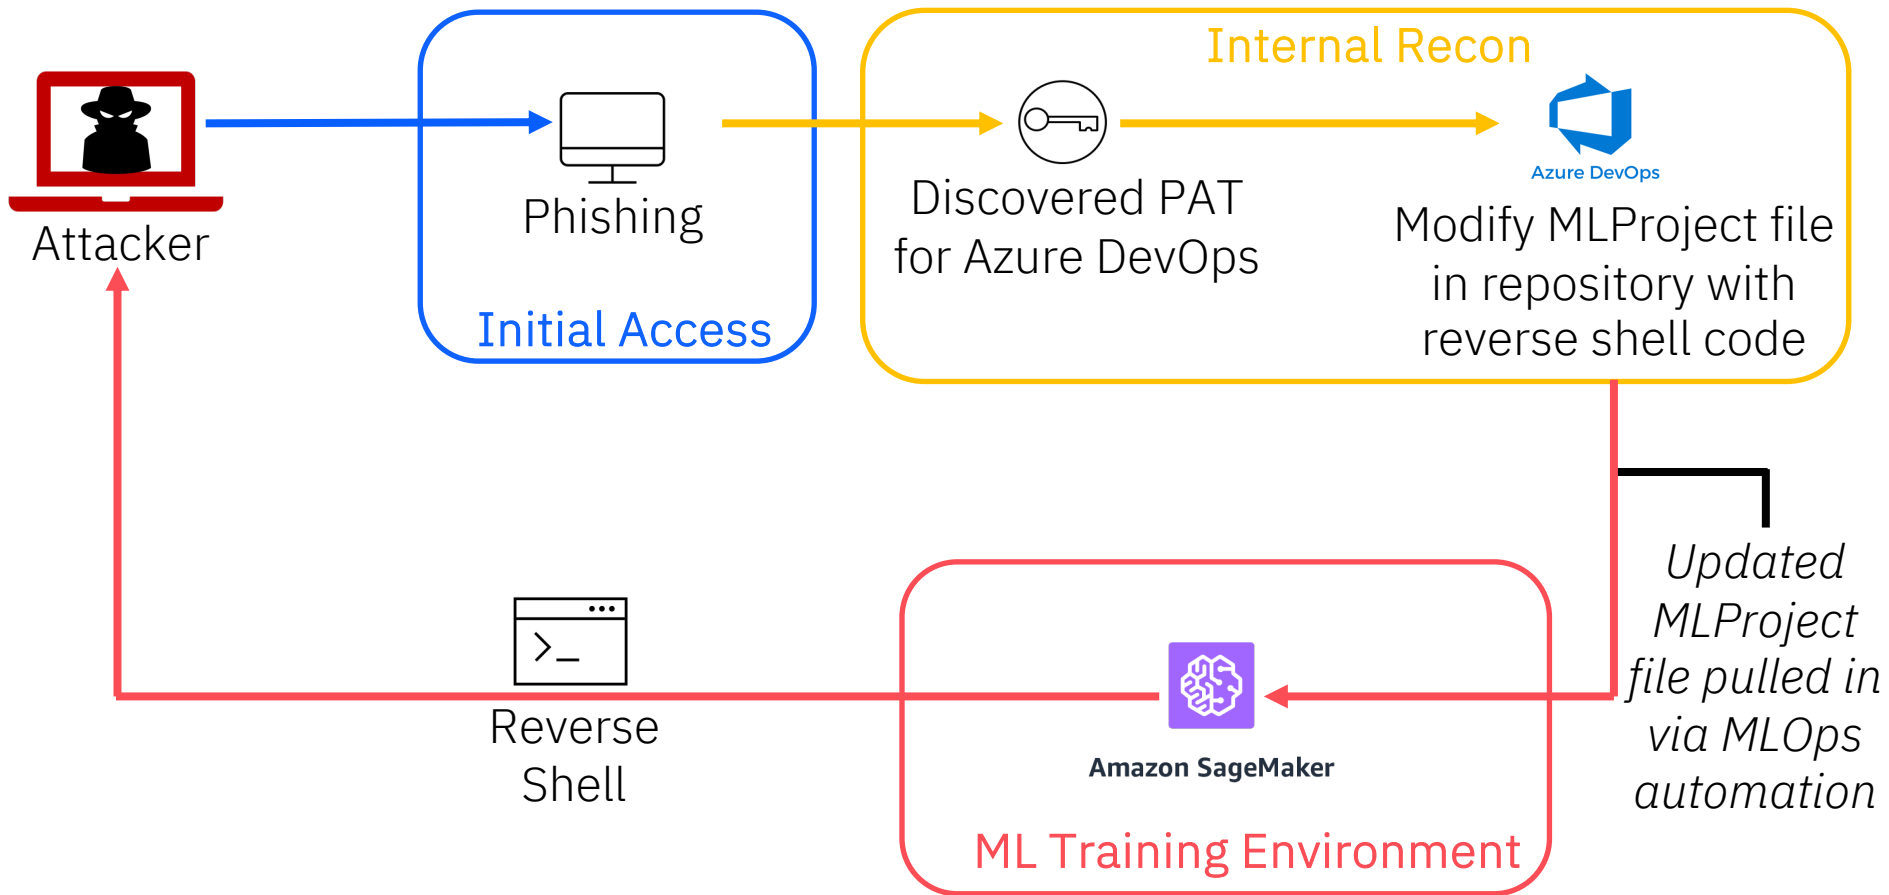 Internal Recon
Azure DevOps
Attacker
Phishing
Initial Access
Discovered PAT
for Azure DevOps
Modify MLProject file
in repository with
reverse shell code
Updated
MLProject
file pulled in
via MLOps
automation
>_
Reverse
Shell
Amazon SageMaker
ML Training Environment